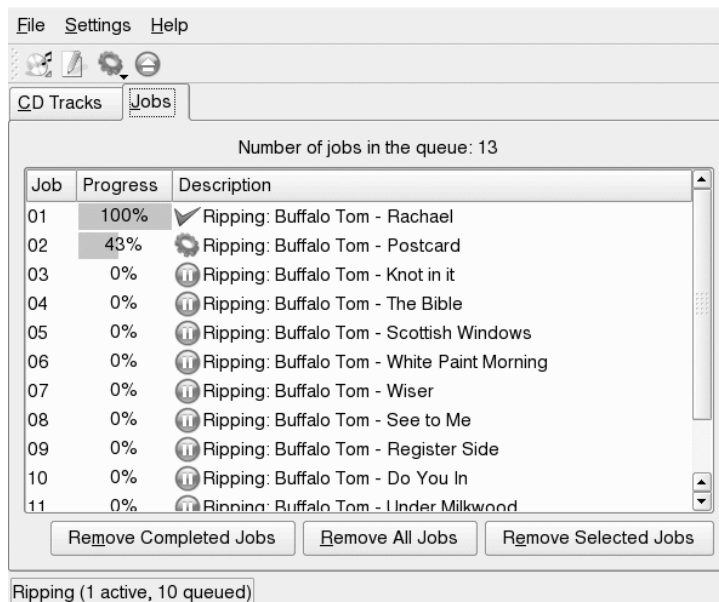 File Settings Help
CD Tracks Jobs
Number of jobs in the queue: 13
Job Progress Description
01 100% Ripping: Buffalo Tom - Rachael
02 43% Ripping: Buffalo Tom - Postcard
03 0% Ripping: Buffalo Tom - Knot in it
04 0% Ripping: Buffalo Tom - The Bible
05 0% Ripping: Buffalo Tom - Scottish Windows
06 0% Ripping: Buffalo Tom - White Paint Morning
07 0% Ripping: Buffalo Tom - Wiser
08 0% Ripping: Buffalo Tom - See to Me
09 0% Ripping: Buffalo Tom - Register Side
10 0% Ripping: Buffalo Tom - Do You In
11 0% Ripping: Buffalo Tom - Under Milkwood
Remove Completed Jobs Remove All Jobs Remove Selected Jobs
Ripping (1 active, 10 queued)